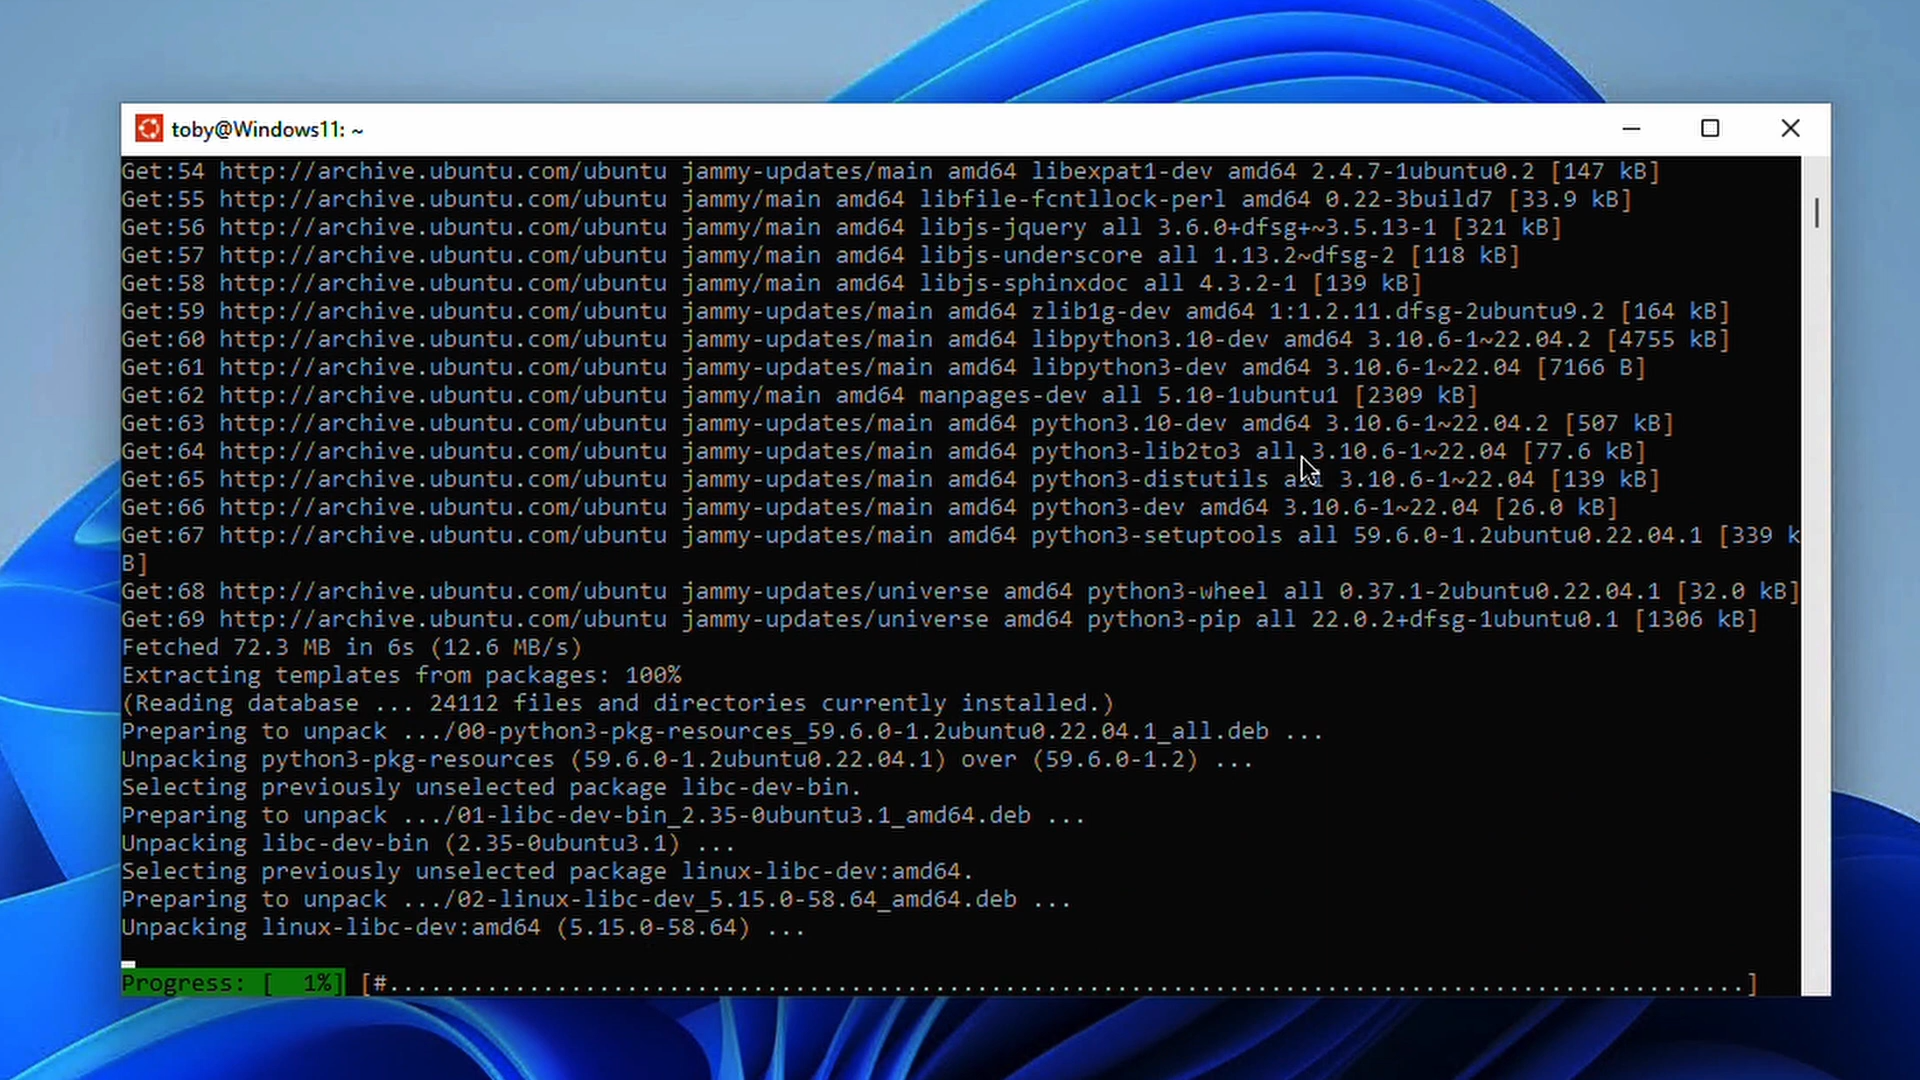 toby@Windows11: ~
Get:54 http://archive.ubuntu.com/ubuntu jammy-updates/main amd64 libexpat1-dev amd64 2.4.7-1ubuntu0.2 [147 kB]
Get:55 http://archive.ubuntu.com/ubuntu jammy/main amd64 libfile-fcntllock-perl amd64 0.22-3build7 [33.9 kB]
Get:56 http://archive.ubuntu.com/ubuntu jammy/main amd64 libjs-jquery all 3.6.0+dfsg+~3.5.13-1 [321 kB]
Get:57 http://archive.ubuntu.com/ubuntu jammy/main amd64 libjs-underscore all 1.13.2~dfsg-2 [118 kB]
Get:58 http://archive.ubuntu.com/ubuntu jammy/main amd64 libjs-sphinxdoc all 4.3.2-1 [139 kB]
Get:59 http://archive.ubuntu.com/ubuntu jammy-updates/main amd64 zlib1g-dev amd64 1:1.2.11.dfsg-2ubuntu9.2 [164 kB]
Get:60 http://archive.ubuntu.com/ubuntu jammy-updates/main amd64 libpython3.10-dev amd64 3.10.6-1~22.04.2 [4755 kB]
Get:61 http://archive.ubuntu.com/ubuntu jammy-updates/main amd64 libpython3-dev amd64 3.10.6-1~22.04 [7166 B]
Get:62 http://archive.ubuntu.com/ubuntu jammy/main amd64 manpages-dev all 5.10-1ubuntu1 [2309 kB]
Get:63 http://archive.ubuntu.com/ubuntu jammy-updates/main amd64 python3.10-dev amd64 3.10.6-1~22.04.2 [507 kB]
Get:64 http://archive.ubuntu.com/ubuntu jammy-updates/main amd64 python3-lib2to3 all 3.10.6-1~22.04 [77.6 kB]
Get:65 http://archive.ubuntu.com/ubuntu jammy-updates/main amd64 python3-distutils all 3.10.6-1~22.04 [139 kB]
Get:66 http://archive.ubuntu.com/ubuntu jammy-updates/main amd64 python3-dev amd64 3.10.6-1~22.04 [26.0 kB]
Get:67 http://archive.ubuntu.com/ubuntu jammy-updates/main amd64 python3-setuptools all 59.6.0-1.2ubuntu0.22.04.1 [339 k
B]
Get:68 http://archive.ubuntu.com/ubuntu jammy-updates/universe amd64 python3-wheel all 0.37.1-2ubuntu0.22.04.1 [32.0 kB]
Get:69 http://archive.ubuntu.com/ubuntu jammy-updates/universe amd64 python3-pip all 22.0.2+dfsg-1ubuntu0.1 [1306 kB]
Fetched 72.3 MB in 6s (12.6 MB/s)
Extracting templates from packages: 100%
(Reading database ... 24112 files and directories currently installed.)
Preparing to unpack .../00-python3-pkg-resources_59.6.0-1.2ubuntu0.22.04.1_all.deb ...
Unpacking python3-pkg-resources (59.6.0-1.2ubuntu0.22.04.1) over (59.6.0-1.2) ...
Selecting previously unselected package libc-dev-bin.
Preparing to unpack .../01-libc-dev-bin_2.35-0ubuntu3.1_amd64.deb ...
Unpacking libc-dev-bin (2.35-0ubuntu3.1) ...
Selecting previously unselected package linux-libc-dev:amd64.
Preparing to unpack .../02-linux-libc-dev_5.15.0-58.64_amd64.deb ...
Unpacking linux-libc-dev:amd64 (5.15.0-58.64) ...
Progress: [  1%] [#.................................................................................................]